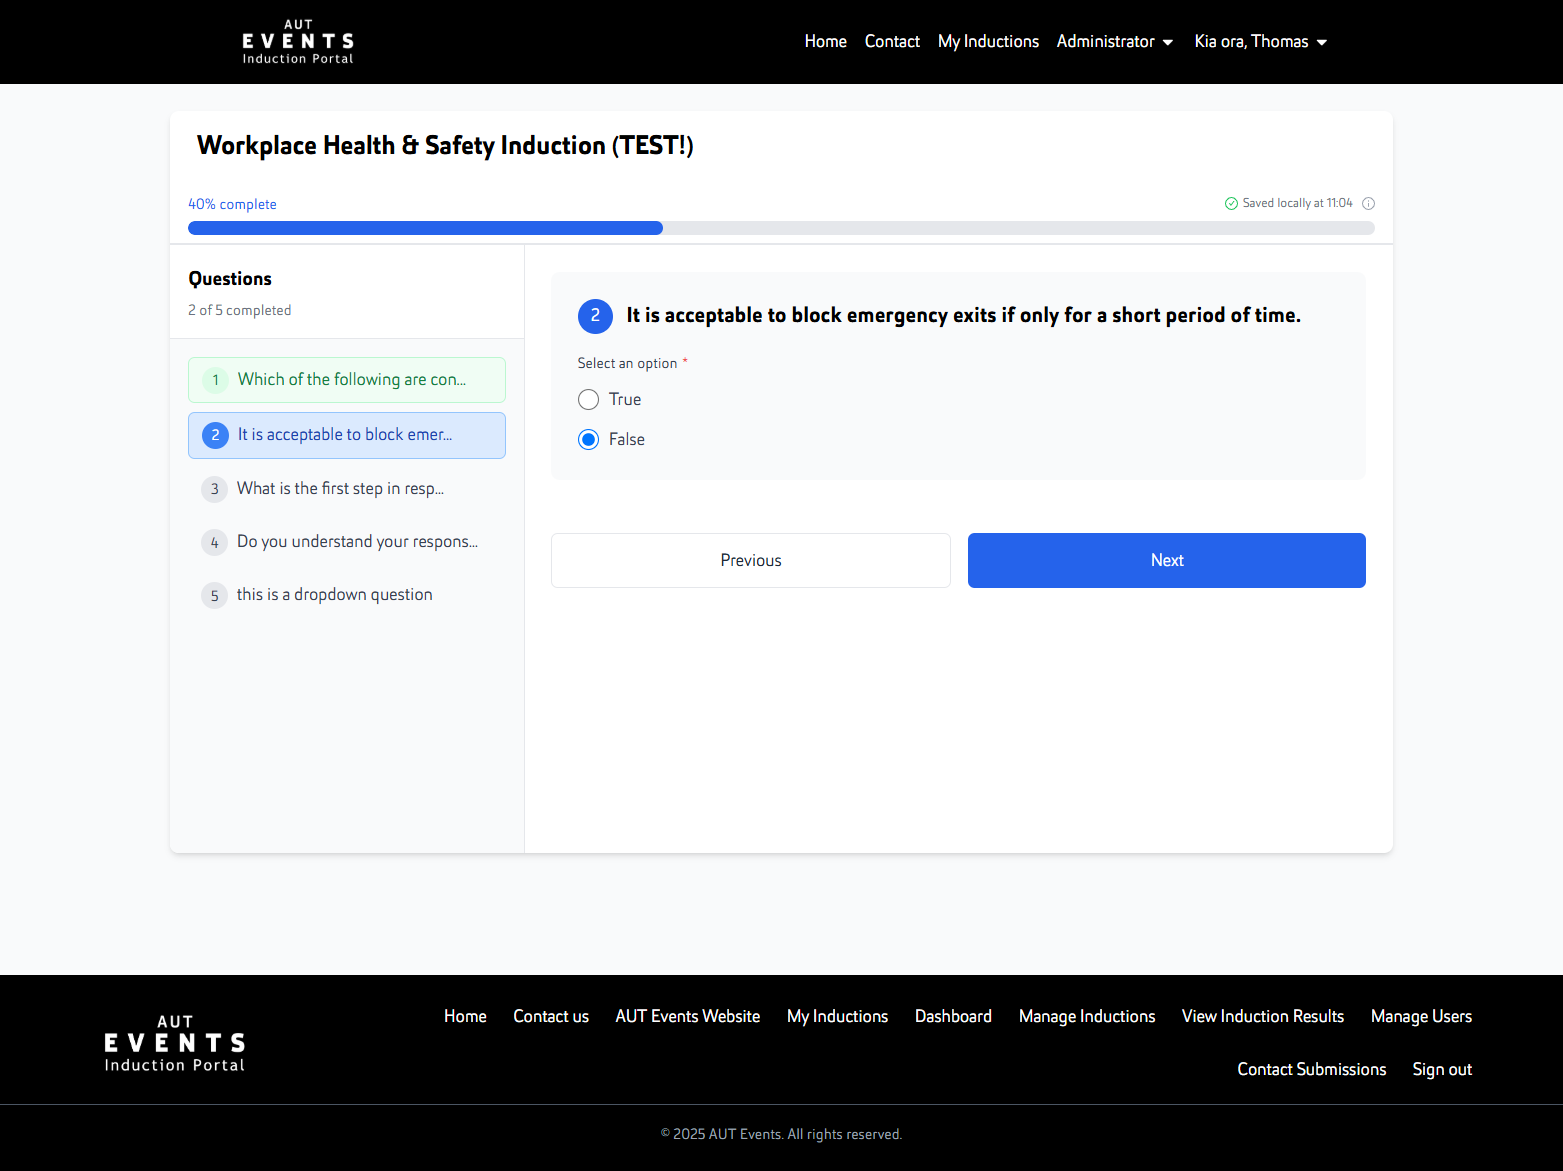 AUT
EVENTS
Induction Portal
Home Contact My Inductions Administrator Kia ora, Thomas
Workplace Health & Safety Induction (TEST!)
40% complete
Saved locally at 11:04
Questions
2 of 5 completed
1 Which of the following are con...
2 It is acceptable to block emer...
3 What is the first step in resp...
4 Do you understand your respons...
5 this is a dropdown question
2 It is acceptable to block emergency exits if only for a short period of time.
Select an option *
True
False
Previous
Next
AUT
EVENTS
Induction Portal
Home Contact us AUT Events Website My Inductions Dashboard Manage Inductions View Induction Results Manage Users
Contact Submissions Sign out
© 2025 AUT Events. All rights reserved.